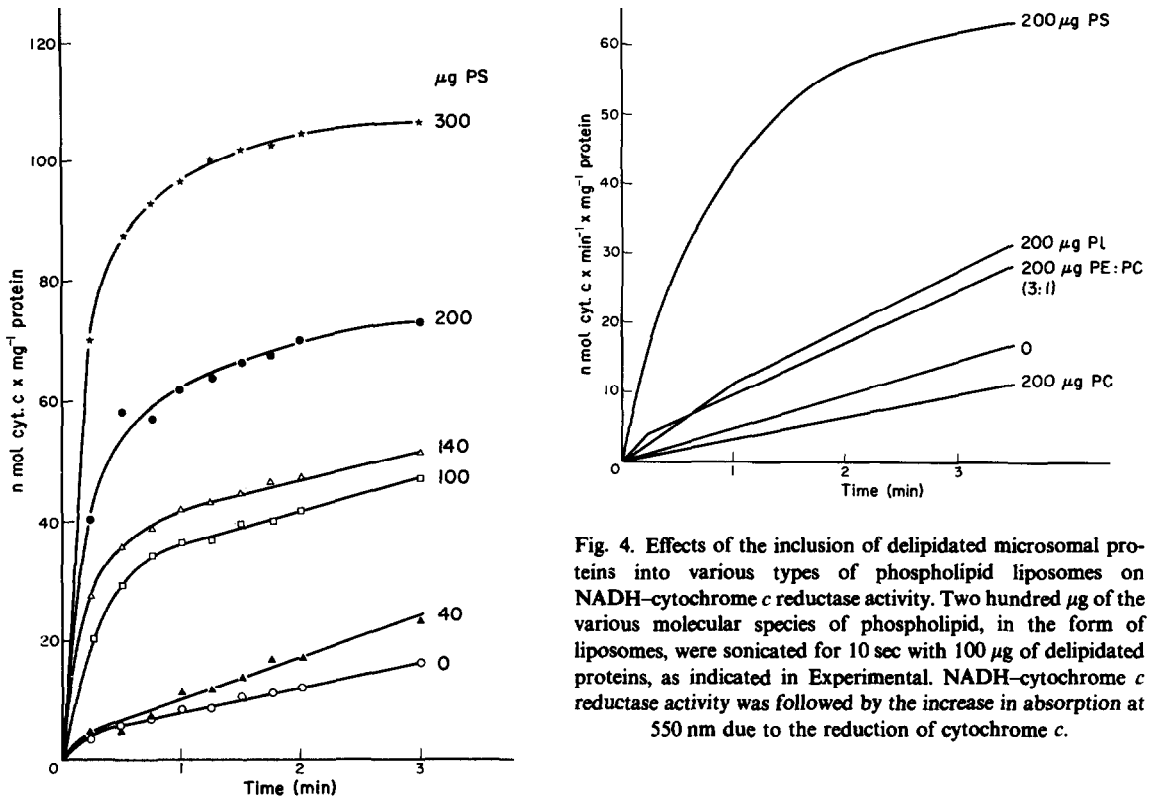 120
100
80
60
40
20
0
1
2
3
Time (min)
n mol cyt. c x mg⁻¹ protein
µg PS
300
200
140
100
40
0
60
50
40
30
20
10
0
1
2
3
Time (min)
n mol cyt. c x min⁻¹ x mg⁻¹ protein
200 µg PS
200 µg PI
200 µg PE:PC
(3:1)
0
200 µg PC
Fig. 4. Effects of the inclusion of delipidated microsomal pro-
teins into various types of phospholipid liposomes on
NADH–cytochrome c reductase activity. Two hundred µg of the
various molecular species of phospholipid, in the form of
liposomes, were sonicated for 10 sec with 100 µg of delipidated
proteins, as indicated in Experimental. NADH–cytochrome c
reductase activity was followed by the increase in absorption at
550 nm due to the reduction of cytochrome c.